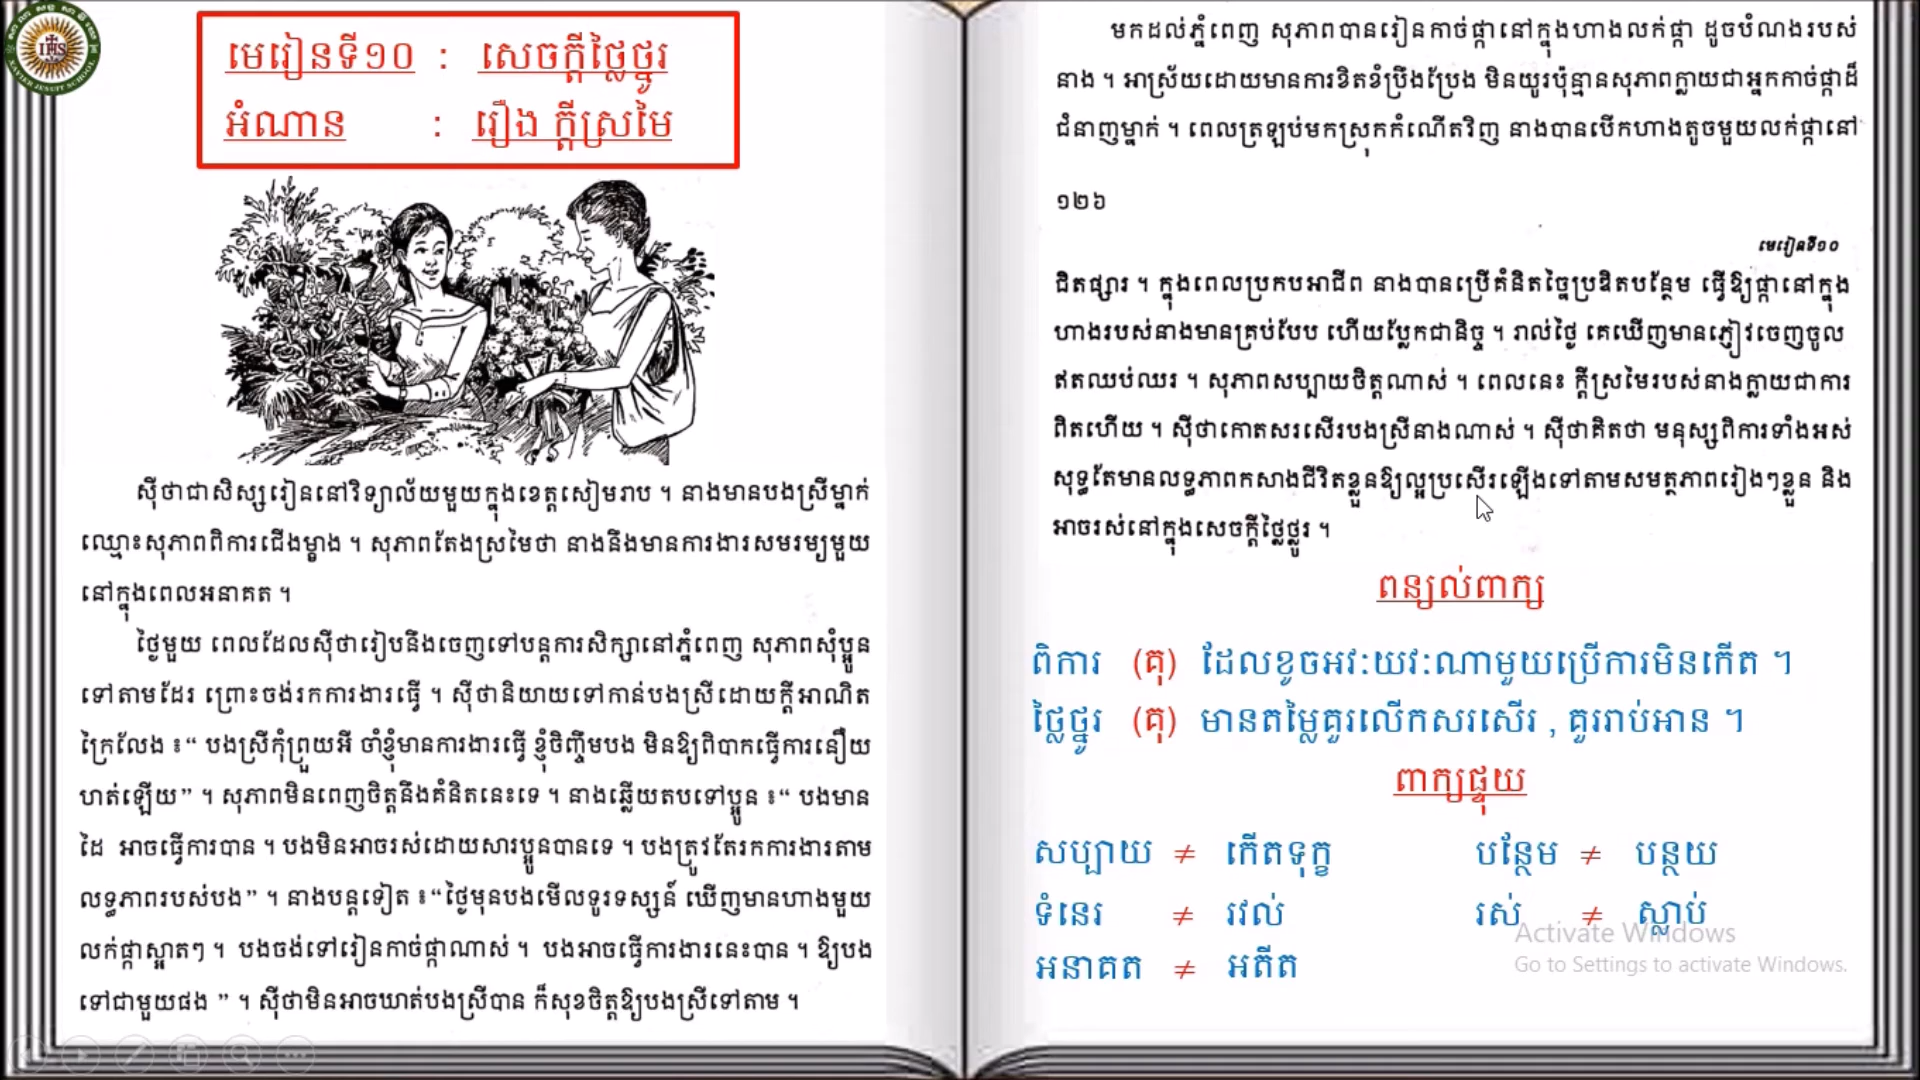 មេរៀនទី១០ : សេចក្ដីថ្លៃថ្នូរ
អំណាន : រឿង ក្ដីស្រមៃ
ស៊ីថាជាសិស្សរៀននៅវិទ្យាល័យមួយក្នុងខេត្តសៀមរាប ។ នាងមានបងស្រីម្នាក់
ឈ្មោះសុភាពពិការជើងម្ខាង ។ សុភាពតែងស្រមៃថា នាងនឹងមានការងារសមរម្យមួយ
នៅក្នុងពេលអនាគត ។
ថ្ងៃមួយ ពេលដែលស៊ីថារៀបនឹងចេញទៅបន្តការសិក្សានៅភ្នំពេញ សុភាពសុំប្អូន
ទៅតាមដែរ ព្រោះចង់រកការងារធ្វើ ។ ស៊ីថានិយាយទៅកាន់បងស្រីដោយក្ដីអាណិត
ក្រៃលែង ៖“ បងស្រីកុំព្រួយអី ចាំខ្ញុំមានការងារធ្វើ ខ្ញុំចិញ្ចឹមបង មិនឱ្យពិបាកធ្វើការនឿយ
ហត់ឡើយ” ។ សុភាពមិនពេញចិត្តនឹងគំនិតនេះទេ ។ នាងឆ្លើយតបទៅប្អូន ៖“ បងមាន
ដៃ អាចធ្វើការបាន ។ បងមិនអាចរស់ដោយសារប្អូនបានទេ ។ បងត្រូវតែរកការងារតាម
លទ្ធភាពរបស់បង” ។ នាងបន្តទៀត ៖“ថ្ងៃមុនបងមើលទូរទស្សន៍ ឃើញមានហាងមួយ
លក់ផ្កាស្អាតៗ ។ បងចង់ទៅរៀនកាច់ផ្កាណាស់ ។ បងអាចធ្វើការងារនេះបាន ។ ឱ្យបង
ទៅជាមួយផង ” ។ ស៊ីថាមិនអាចឃាត់បងស្រីបាន ក៏សុខចិត្តឱ្យបងស្រីទៅតាម ។
មកដល់ភ្នំពេញ សុភាពបានរៀនកាច់ផ្កានៅក្នុងហាងលក់ផ្កា ដូចបំណងរបស់
នាង ។ អាស្រ័យដោយមានការខិតខំប្រឹងប្រែង មិនយូរប៉ុន្មានសុភាពក្លាយជាអ្នកកាច់ផ្កាដ៏
ជំនាញម្នាក់ ។ ពេលត្រឡប់មកស្រុកកំណើតវិញ នាងបានបើកហាងតូចមួយលក់ផ្កានៅ
១២៦
មេរៀនទី១០
ជិតផ្សារ ។ ក្នុងពេលប្រកបអាជីព នាងបានប្រើគំនិតច្នៃប្រឌិតបន្ថែម ធ្វើឱ្យផ្កានៅក្នុង
ហាងរបស់នាងមានគ្រប់បែប ហើយប្លែកជានិច្ច ។ រាល់ថ្ងៃ គេឃើញមានភ្ញៀវចេញចូល
ឥតឈប់ឈរ ។ សុភាពសប្បាយចិត្តណាស់ ។ ពេលនេះ ក្ដីស្រមៃរបស់នាងក្លាយជាការ
ពិតហើយ ។ ស៊ីថាកោតសរសើរបងស្រីនាងណាស់ ។ ស៊ីថាគិតថា មនុស្សពិការទាំងអស់
សុទ្ធតែមានលទ្ធភាពកសាងជីវិតខ្លួនឱ្យល្អប្រសើរឡើងទៅតាមសមត្ថភាពរៀងៗខ្លួន និង
អាចរស់នៅក្នុងសេចក្ដីថ្លៃថ្នូរ ។
ពន្យល់ពាក្យ
ពិការ (គុ) ដែលខូចអវៈយវៈណាមួយប្រើការមិនកើត ។
ថ្លៃថ្នូរ (គុ) មានតម្លៃគួរលើកសរសើរ , គួររាប់អាន ។
ពាក្យផ្ទុយ
សប្បាយ ≠ កើតទុក្ខ បន្ថែម ≠ បន្ថយ
ទំនេរ ≠ រវល់ រស់ ≠ ស្លាប់
អនាគត ≠ អតីត
Activate Windows
Go to Settings to activate Windows.